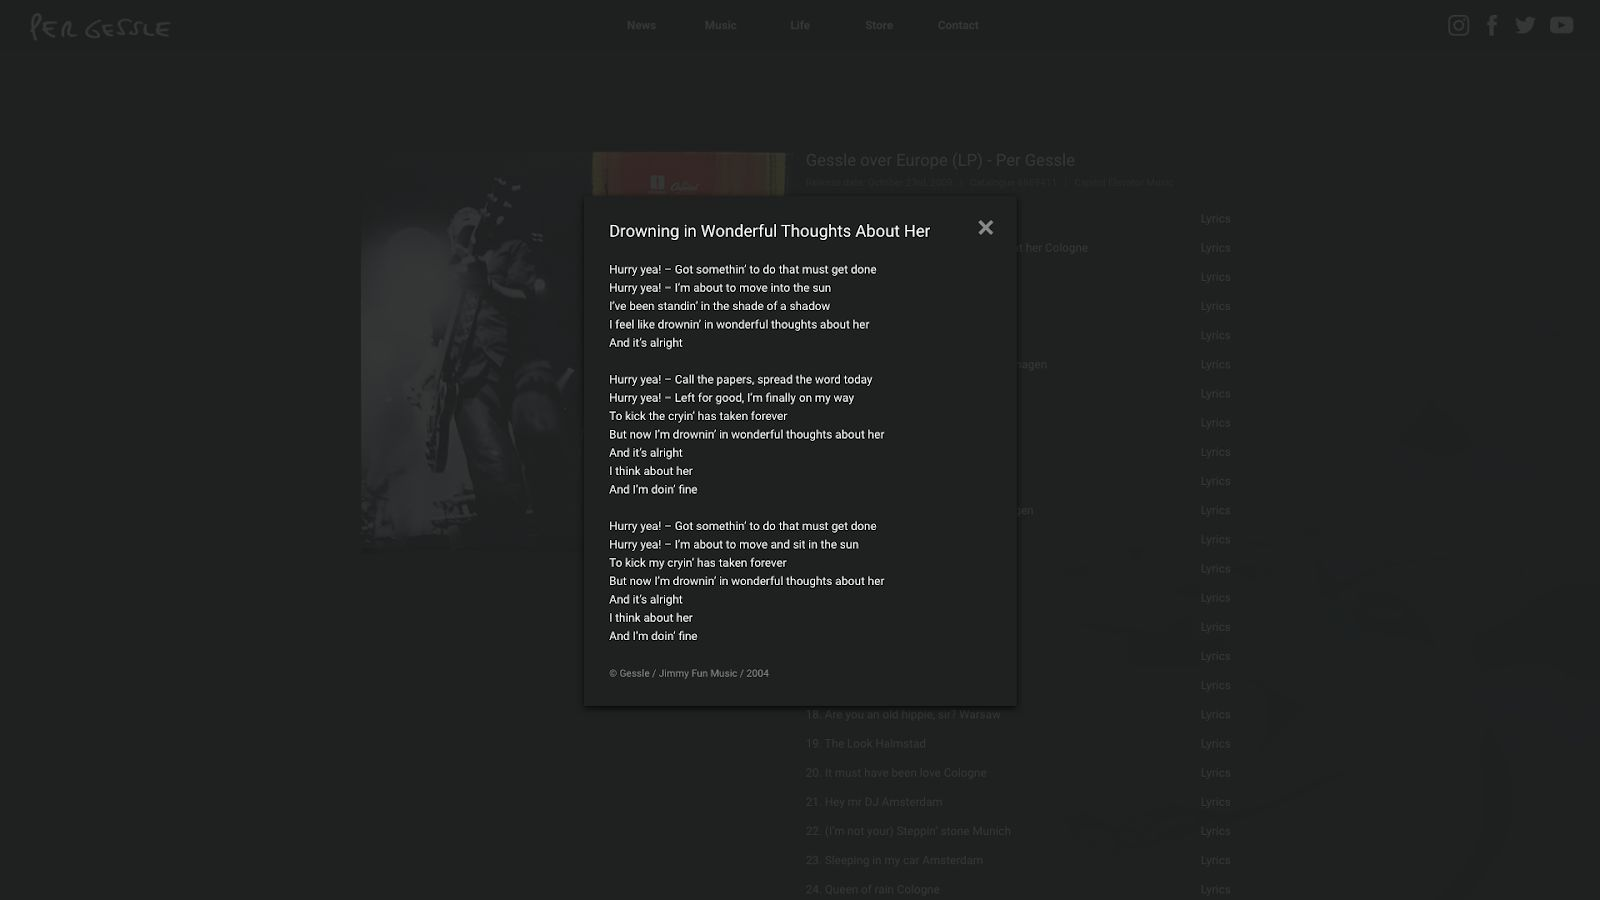 PER GESSLE
News
Music
Life
Store
Contact
Capitol
Gessle over Europe (LP) - Per Gessle
Release date: October 23rd, 2009 | Catalogue 6869411 | Capitol Elevator Music
Lyrics
t her Cologne Lyrics
Lyrics
Lyrics
Lyrics
hagen Lyrics
Lyrics
Lyrics
Lyrics
Lyrics
gen Lyrics
Lyrics
Lyrics
Lyrics
Lyrics
Lyrics
Lyrics
Drowning in Wonderful Thoughts About Her
Hurry yea! – Got somethin’ to do that must get done
Hurry yea! – I’m about to move into the sun
I’ve been standin’ in the shade of a shadow
I feel like drownin’ in wonderful thoughts about her
And it’s alright
Hurry yea! – Call the papers, spread the word today
Hurry yea! – Left for good, I’m finally on my way
To kick the cryin’ has taken forever
But now I’m drownin’ in wonderful thoughts about her
And it’s alright
I think about her
And I’m doin’ fine
Hurry yea! – Got somethin’ to do that must get done
Hurry yea! – I’m about to move and sit in the sun
To kick my cryin’ has taken forever
But now I’m drownin’ in wonderful thoughts about her
And it’s alright
I think about her
And I’m doin’ fine
© Gessle / Jimmy Fun Music / 2004
18. Are you an old hippie, sir? Warsaw Lyrics
19. The Look Halmstad Lyrics
20. It must have been love Cologne Lyrics
21. Hey mr DJ Amsterdam Lyrics
22. (I'm not your) Steppin' stone Munich Lyrics
23. Sleeping in my car Amsterdam Lyrics
24. Queen of rain Cologne Lyrics